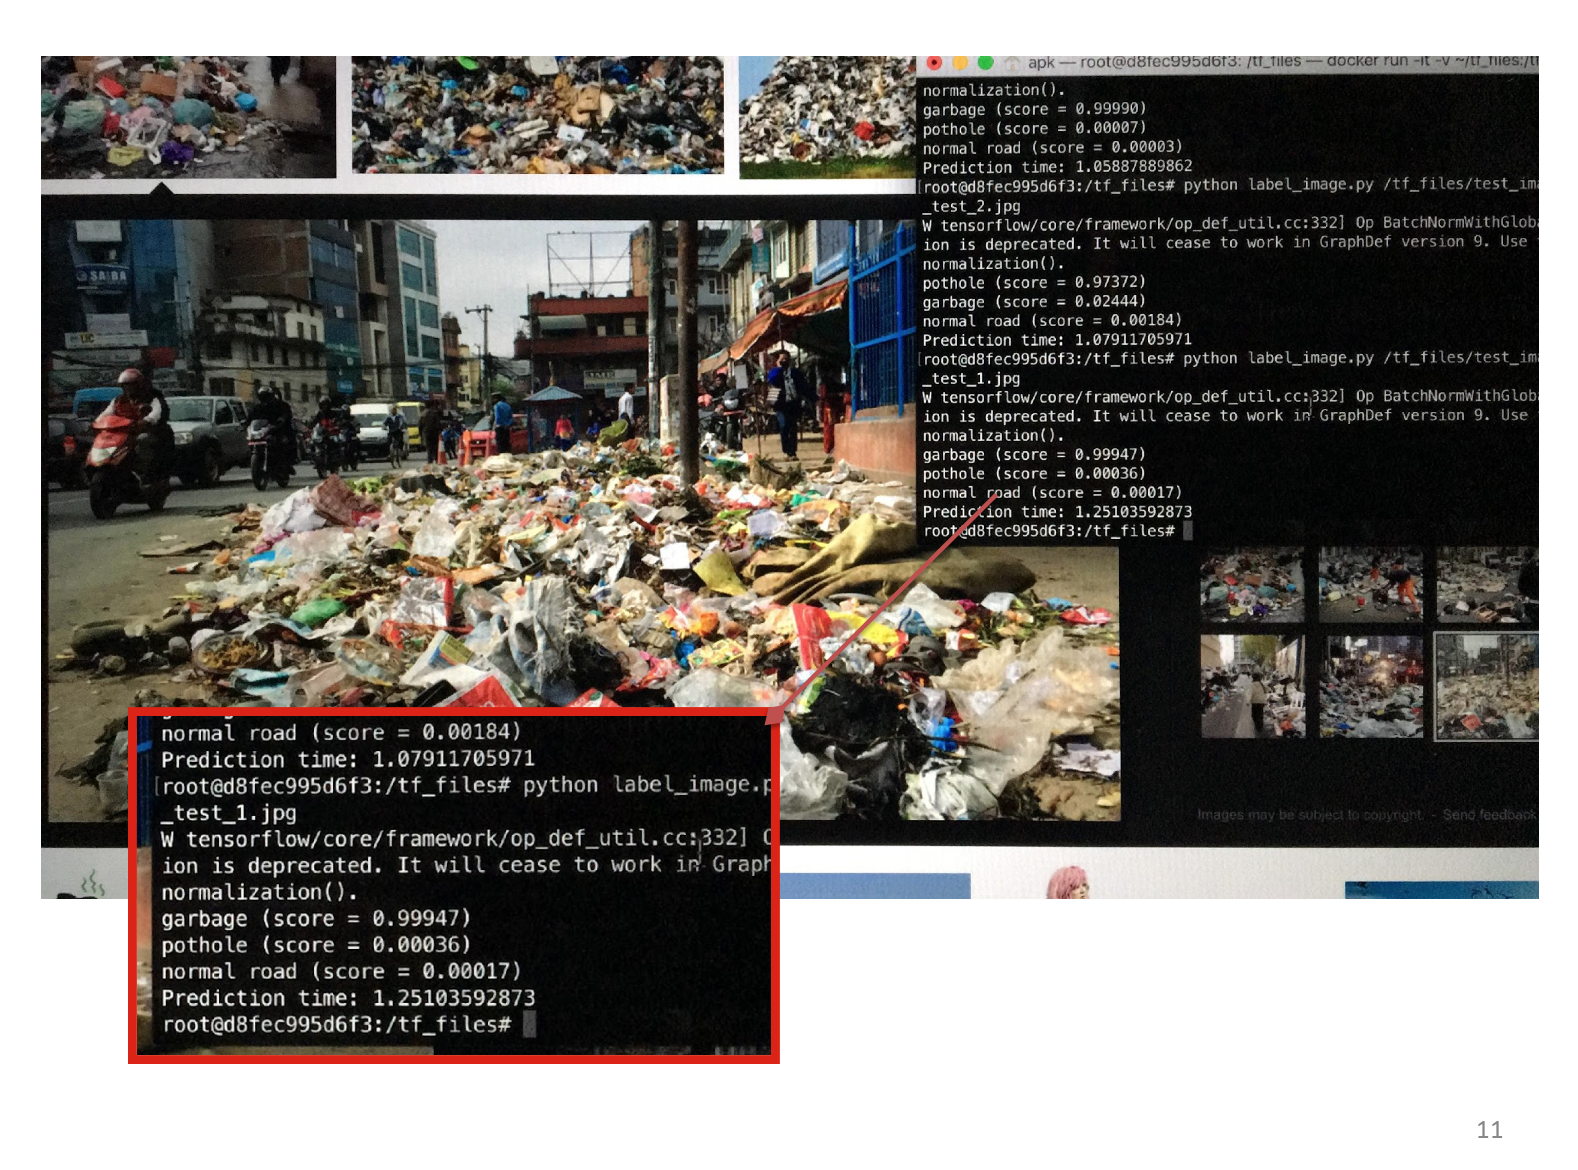 apk — root@d8fec995d6f3: /tf_files — docker run -it -v ~/tf_files:/
normalization().
garbage (score = 0.99990)
pothole (score = 0.00007)
normal road (score = 0.00003)
Prediction time: 1.05887889862
[root@d8fec995d6f3:/tf_files# python label_image.py /tf_files/test_im
_test_2.jpg
W tensorflow/core/framework/op_def_util.cc:332] Op BatchNormWithGloba
ion is deprecated. It will cease to work in GraphDef version 9. Use
normalization().
pothole (score = 0.97372)
garbage (score = 0.02444)
normal road (score = 0.00184)
Prediction time: 1.07911705971
[root@d8fec995d6f3:/tf_files# python label_image.py /tf_files/test_im
_test_1.jpg
W tensorflow/core/framework/op_def_util.cc:332] Op BatchNormWithGloba
ion is deprecated. It will cease to work in GraphDef version 9. Use
normalization().
garbage (score = 0.99947)
pothole (score = 0.00036)
normal road (score = 0.00017)
Prediction time: 1.25103592873
root@d8fec995d6f3:/tf_files#
SAIBA
Images may be subject to copyright. - Send feedback
normal road (score = 0.00184)
Prediction time: 1.07911705971
[root@d8fec995d6f3:/tf_files# python label_image.p
_test_1.jpg
W tensorflow/core/framework/op_def_util.cc:332] O
ion is deprecated. It will cease to work in Graph
normalization().
garbage (score = 0.99947)
pothole (score = 0.00036)
normal road (score = 0.00017)
Prediction time: 1.25103592873
root@d8fec995d6f3:/tf_files#
11